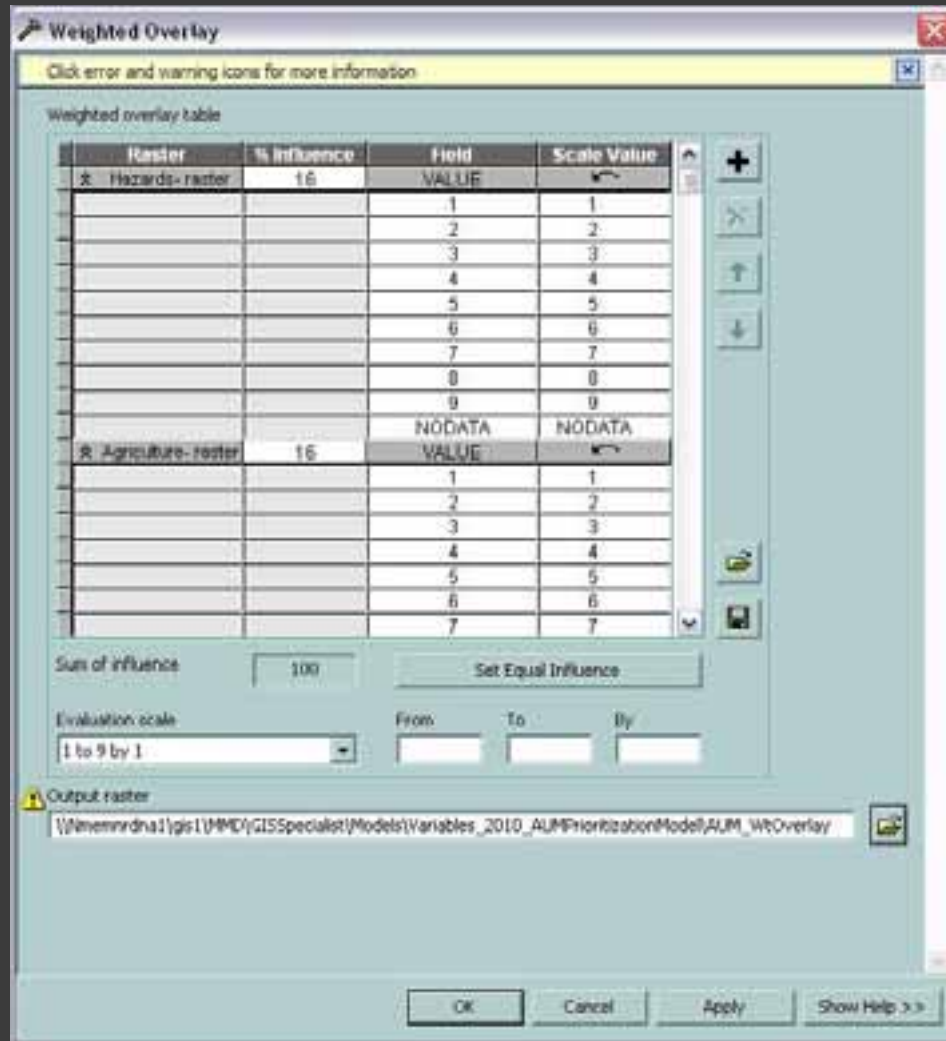 Weighted Overlay
Click error and warning icons for more information
Weighted overlay table
Raster % Influence Field Scale Value
Hazards-raster 16 VALUE
1 1
2 2
3 3
4 4
5 5
6 6
7 7
8 8
9 9
NODATA NODATA
Agriculture-raster 16 VALUE
1 1
2 2
3 3
4 4
5 5
6 6
7 7
Sum of influence 100 Set Equal Influence
Evaluation scale From To By
1 to 9 by 1
Output raster
\\Nmemnrdna1\gis1\MMD\GISSpecialist\Models\Variables_2010_AUMPrioritizationModel\AUM_WtOverlay
OK Cancel Apply Show Help >>